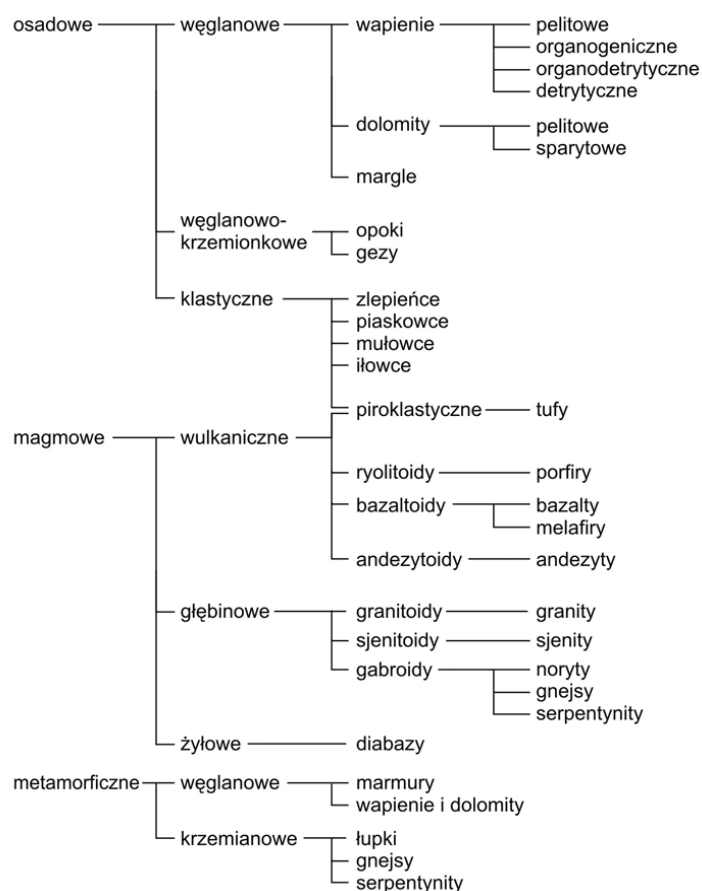 osadowe węglanowe wapienie pelitowe
organogeniczne
organodetrytyczne
detrytyczne
dolomity pelitowe
sparytowe
margle
węglanowo-
krzemionkowe opoki
gezy
klastyczne zlepieńce
piaskowce
mułowce
iłowce
piroklastyczne tufy
magmowe wulkaniczne
ryolitoidy porfiry
bazaltoidy bazalty
melafiry
andezytoidy andezyty
głębinowe granitoidy granity
sjenitoidy sjenity
gabroidy noryty
gnejsy
serpentynity
żyłowe diabazy
metamorficzne węglanowe marmury
wapienie i dolomity
krzemianowe łupki
gnejsy
serpentynity